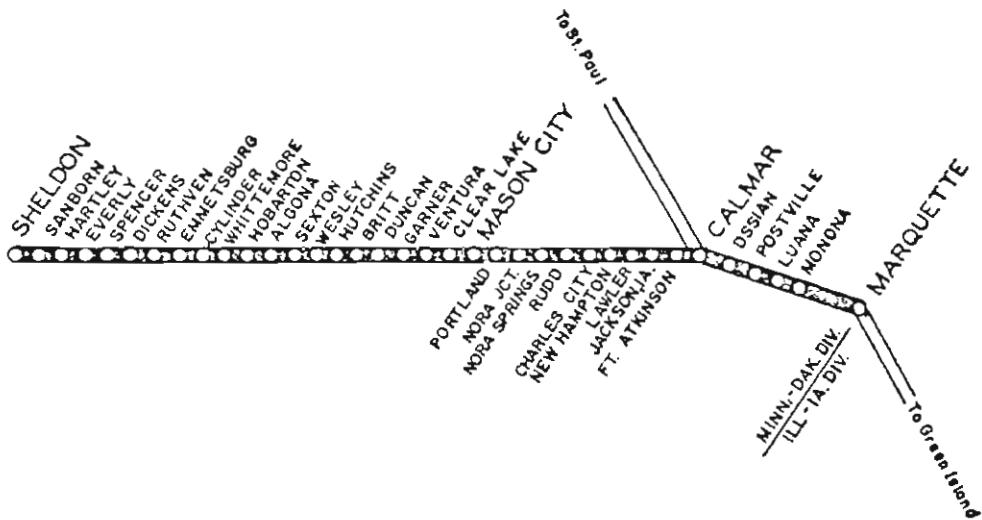 To St. Paul
SHELDON
SANBORN
HARTLEY
EVERLY
SPENCER
DICKENS
RUTHVEN
EMMETSBURG
CYLINDER
WHITTEMORE
HOBARTON
ALGONA
SEXTON
WESLEY
HUTCHINS
BRITT
DUNCAN
GARNER
VENTURA
CLEAR LAKE
MASON CITY
PORTLAND
NORA JCT.
NORA SPRINGS
RUDD
CHARLES CITY
NEW HAMPTON
LAWLER
JACKSON, IA.
FT. ATKINSON
CALMAR
OSSIAN
POSTVILLE
LUANA
MONONA
MARQUETTE
MINN.-DAK. DIV.
ILL-IA. DIV.
To Green Island